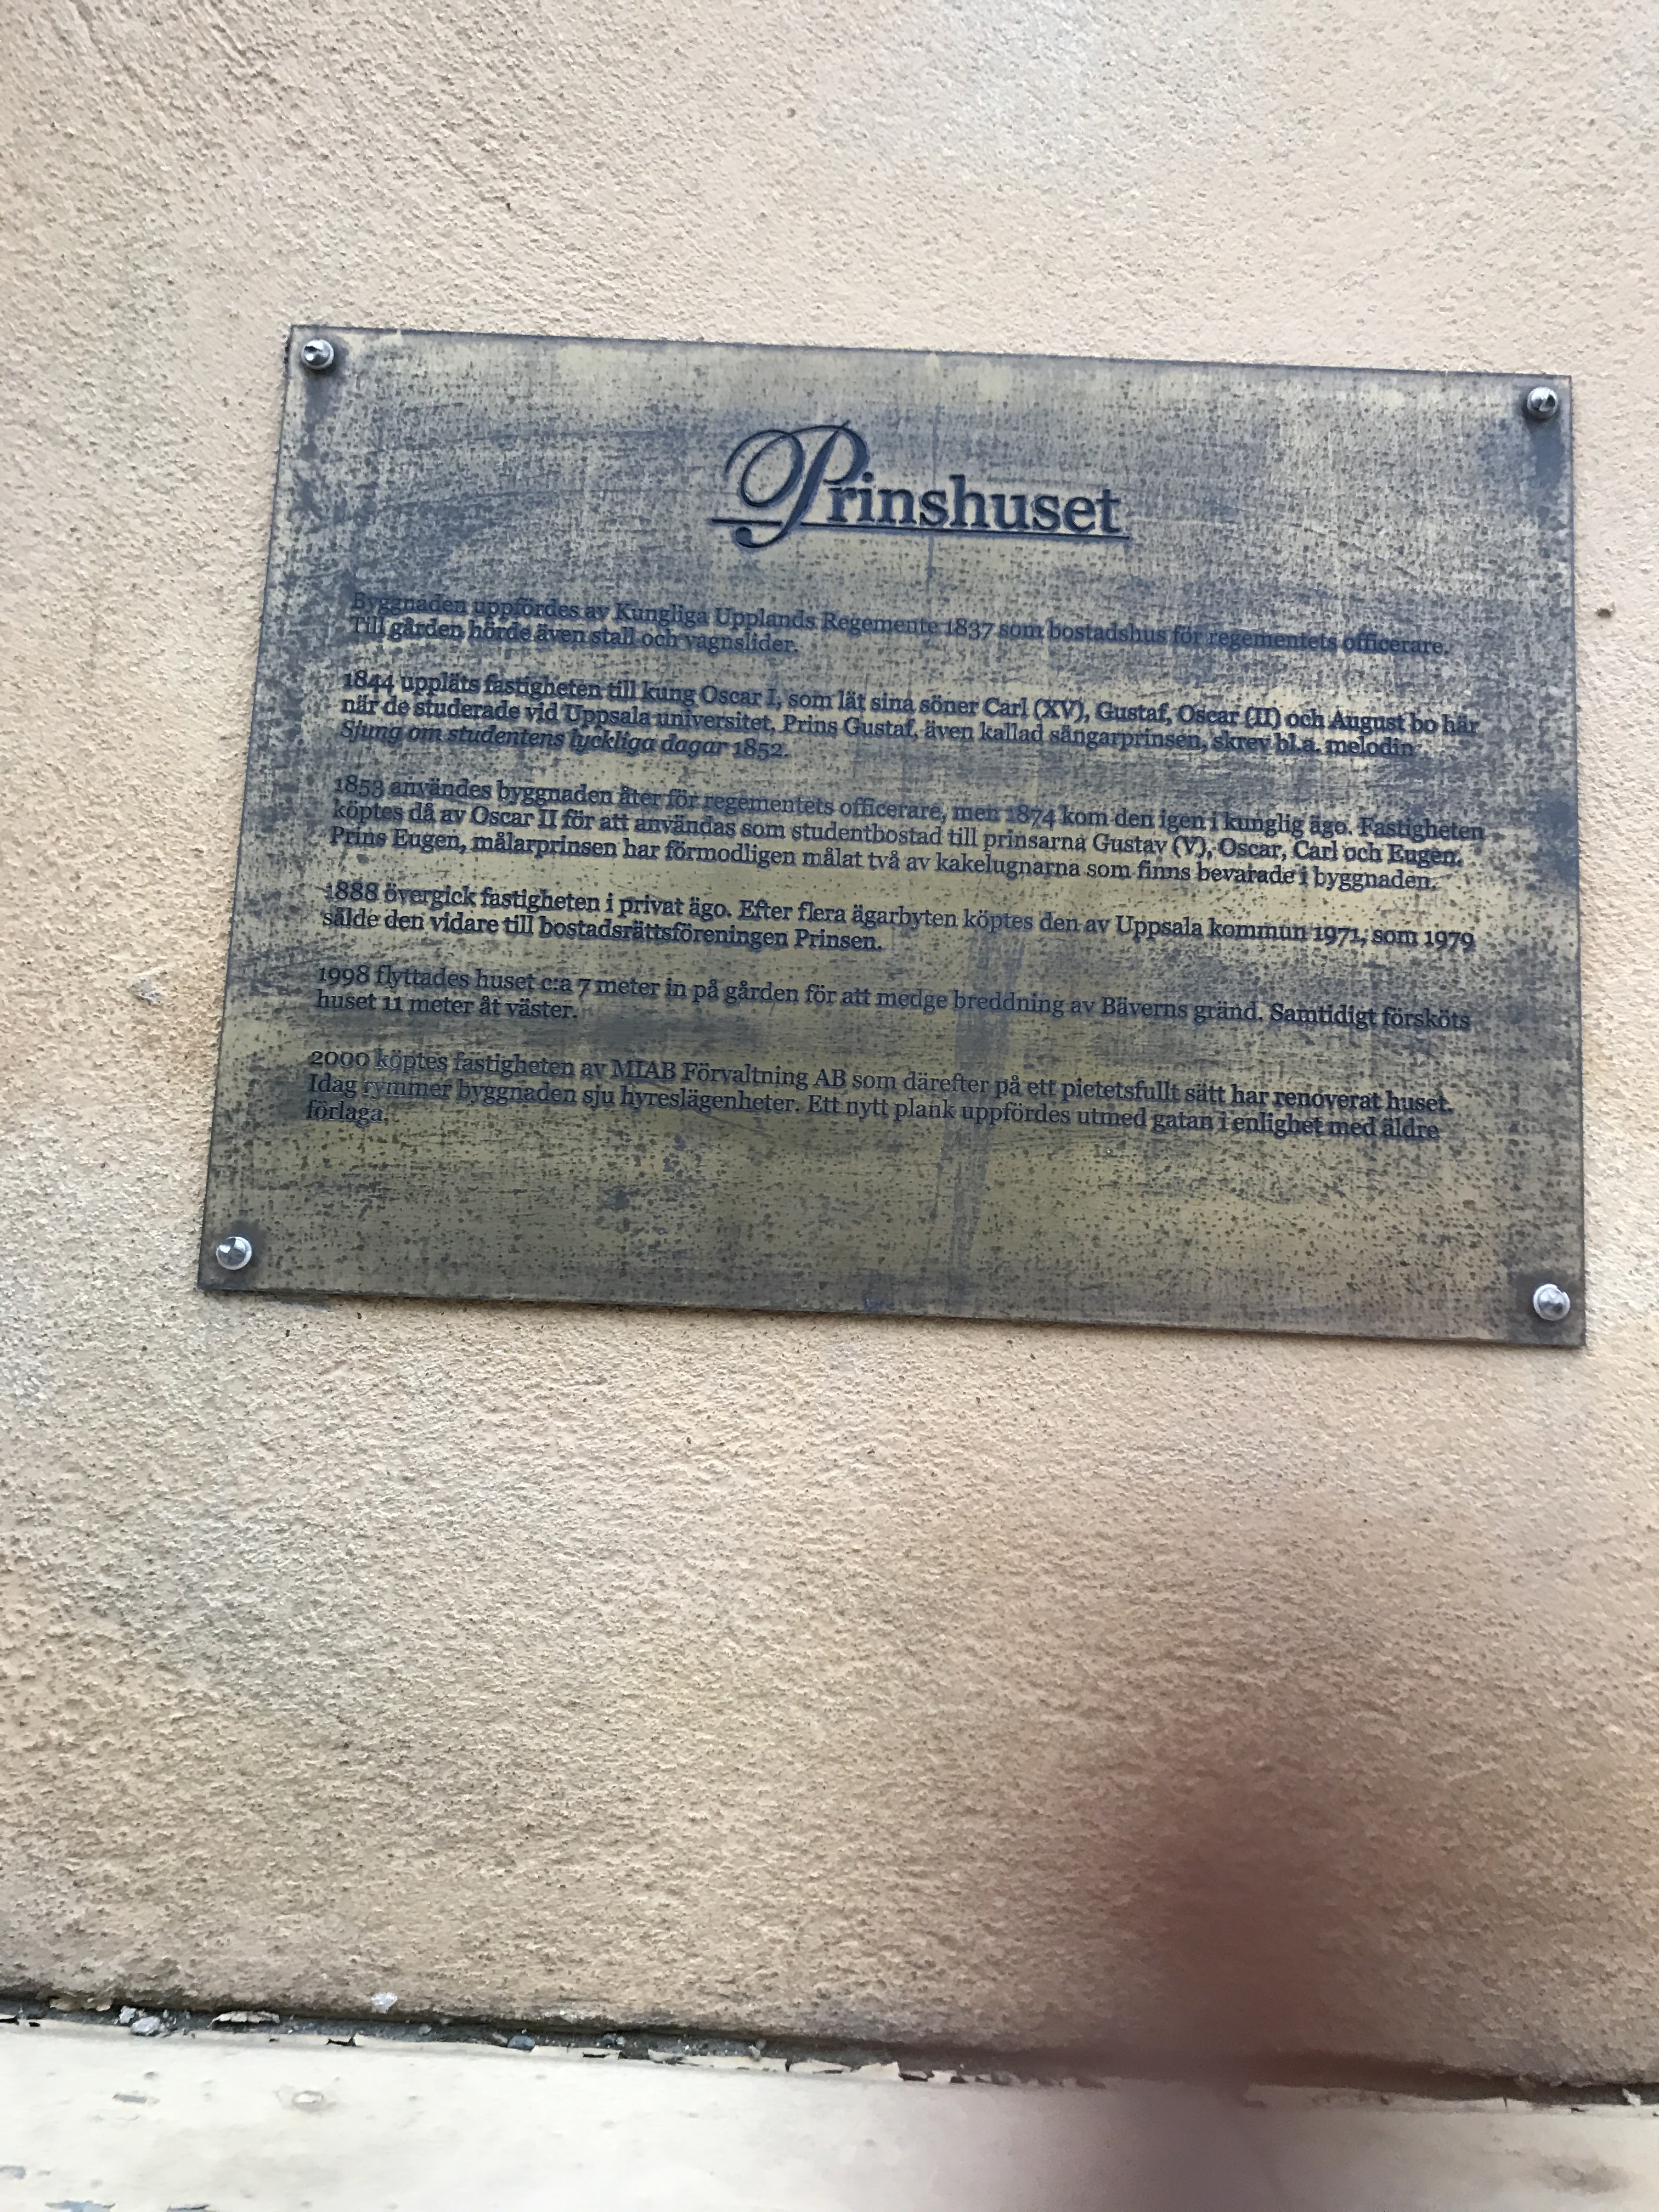 Prinshuset
Byggnaden uppfördes av Kungliga Upplands Regemente 1837 som bostadshus för regementets officerare.
Till gården hörde även stall och vagnslider.
1844 uppläts fastigheten till kung Oscar I, som lät sina söner Carl (XV), Gustaf, Oscar (II) och August bo här
när de studerade vid Uppsala universitet, Prins Gustaf, även kallad sångarprinsen, skrev bl.a. melodin
Sjung om studentens lyckliga dagar 1852.
1853 användes byggnaden åter för regementets officerare, men 1874 kom den igen i kunglig ägo. Fastigheten
köptes då av Oscar II för att användas som studentbostad till prinsarna Gustav (V), Oscar, Carl och Eugen.
Prins Eugen, målarprinsen har förmodligen målat två av kakelugnarna som finns bevarade i byggnaden.
1888 övergick fastigheten i privat ägo. Efter flera ägarbyten köptes den av Uppsala kommun 1971, som 1979
sålde den vidare till bostadsrättsföreningen Prinsen.
1998 flyttades huset c:a 7 meter in på gården för att medge breddning av Bäverns gränd. Samtidigt försköts
huset 11 meter åt väster.
2000 köptes fastigheten av MIAB Förvaltning AB som därefter på ett pietetsfullt sätt har renoverat huset.
Idag rymmer byggnaden sju hyreslägenheter. Ett nytt plank uppfördes utmed gatan i enlighet med äldre
förlaga.